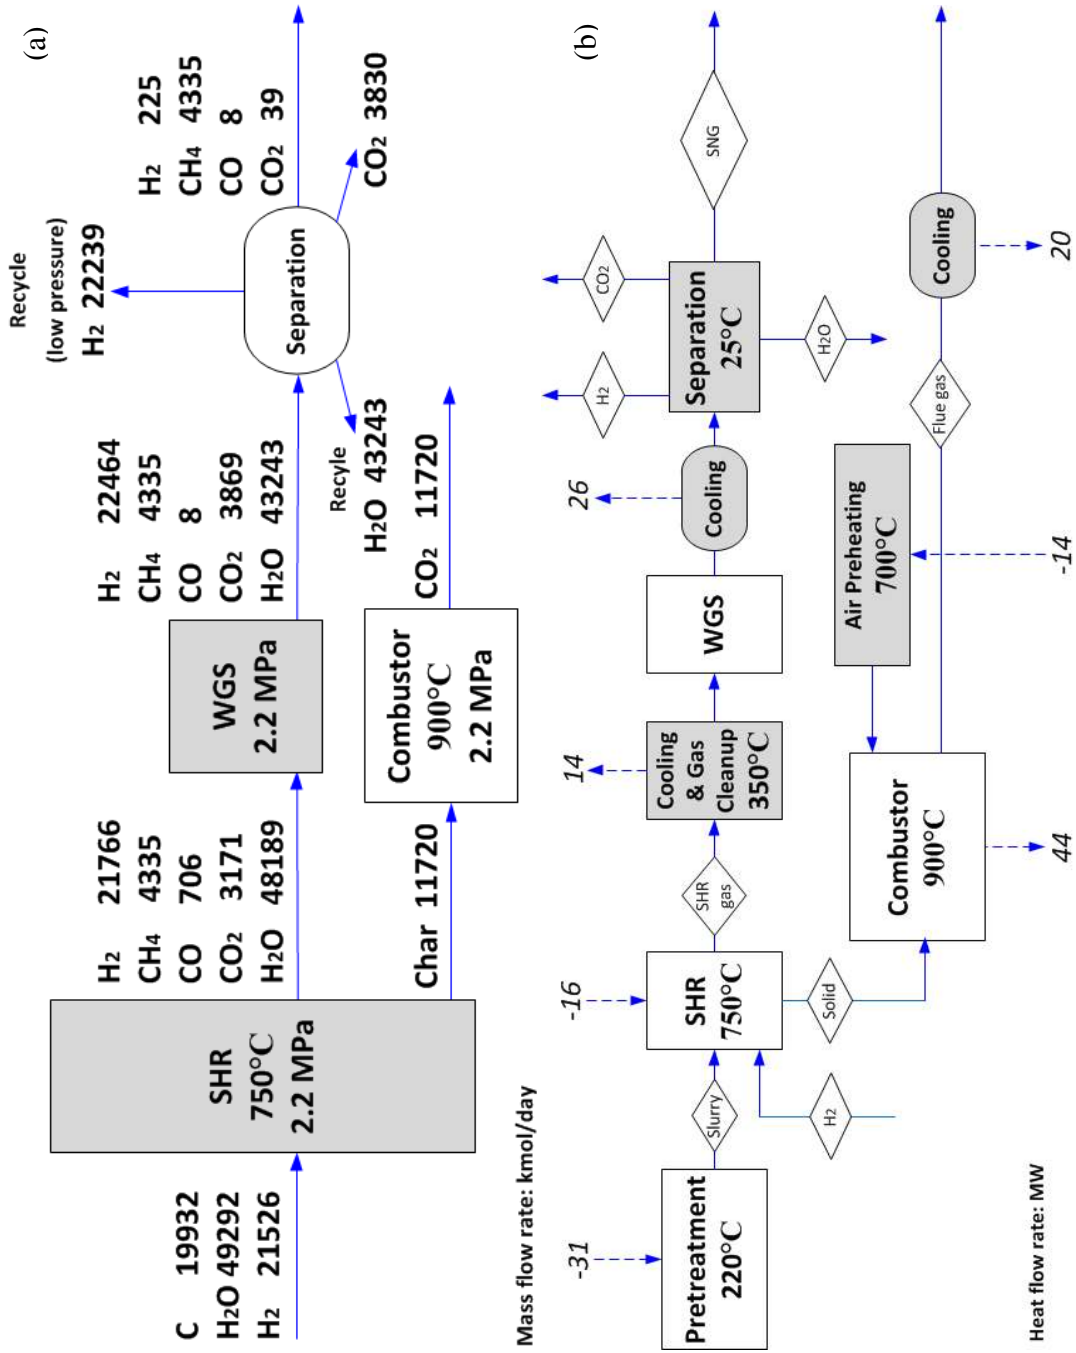 (a)
C 19932
H2O 49292
H2 21526
SHR
750°C
2.2 MPa
H2 21766
CH4 4335
CO 706
CO2 3171
H2O 48189
Char 11720
WGS
2.2 MPa
Combustor
900°C
2.2 MPa
H2 22464
CH4 4335
CO 8
CO2 3869
H2O 43243
CO2 11720
Recyle
H2O 43243
Separation
Recycle
(low pressure)
H2 22239
H2 225
CH4 4335
CO 8
CO2 39
CO2 3830
Mass flow rate: kmol/day
(b)
-31
Pretreatment
220°C
Slurry
H2
-16
SHR
750°C
Solid
SHR
gas
14
Cooling
& Gas
Cleanup
350°C
WGS
26
Cooling
H2
CO2
Separation
25°C
H2O
SNG
Combustor
900°C
44
Air Preheating
700°C
-14
Flue gas
Cooling
20
Heat flow rate: MW